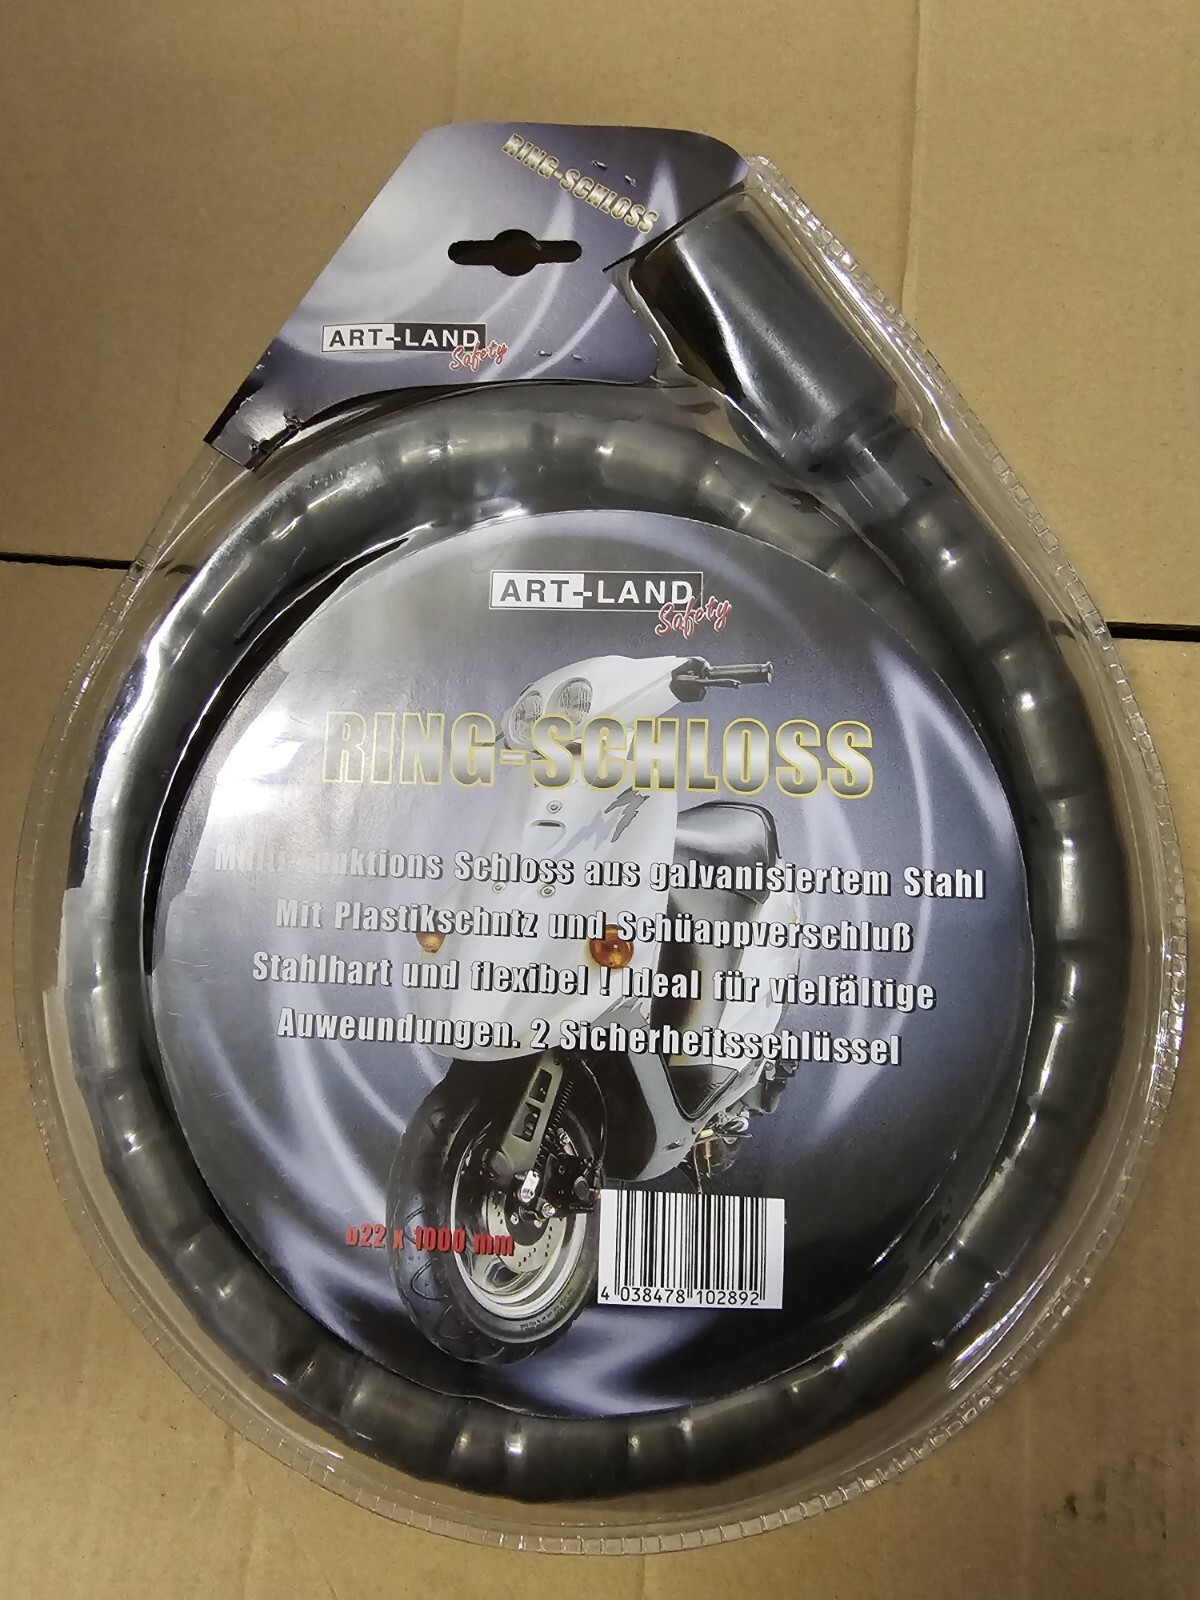 RING-SCHLOSS
ART-LAND
Safety
ART-LAND
Safety
RING-SCHLOSS
Multi-funktions Schloss aus galvanisiertem Stahl
Mit Plastikschntz und Schüappverschluß
Stahlhart und flexibel ! Ideal für vielfältige
Auweundungen. 2 Sicherheitsschlüssel
ø22 x 1000 mm
4 038478 102892